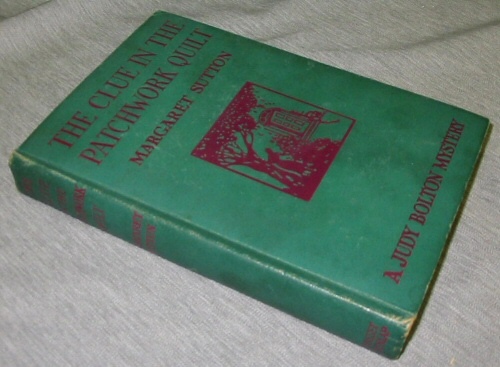 THE CLUE IN THE
PATCHWORK QUILT
MARGARET SUTTON
A JUDY BOLTON MYSTERY